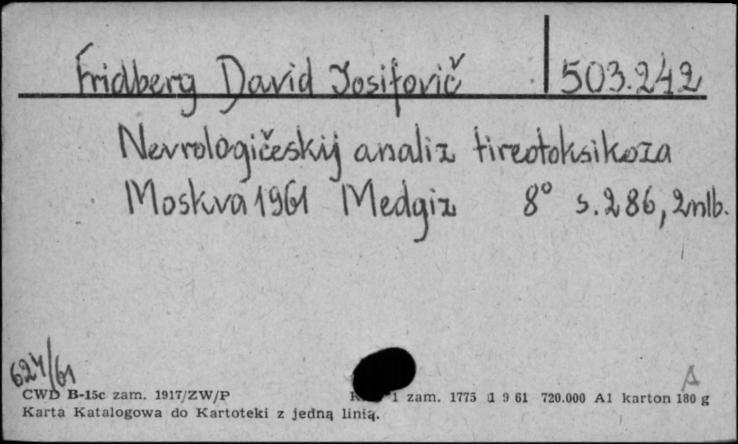 Fridberg David Josifovič 503.242
Nevrologičeskij analiz tireotoksikoza
Moskva 1961 Medgiz 8° s. 286, 2nlb.
624/61
A
CWD B-15c zam. 1917/ZW/P 1 zam. 1775 d 9 61 720.000 A1 karton 180 g
Karta Katalogowa do Kartoteki z jedną linią.